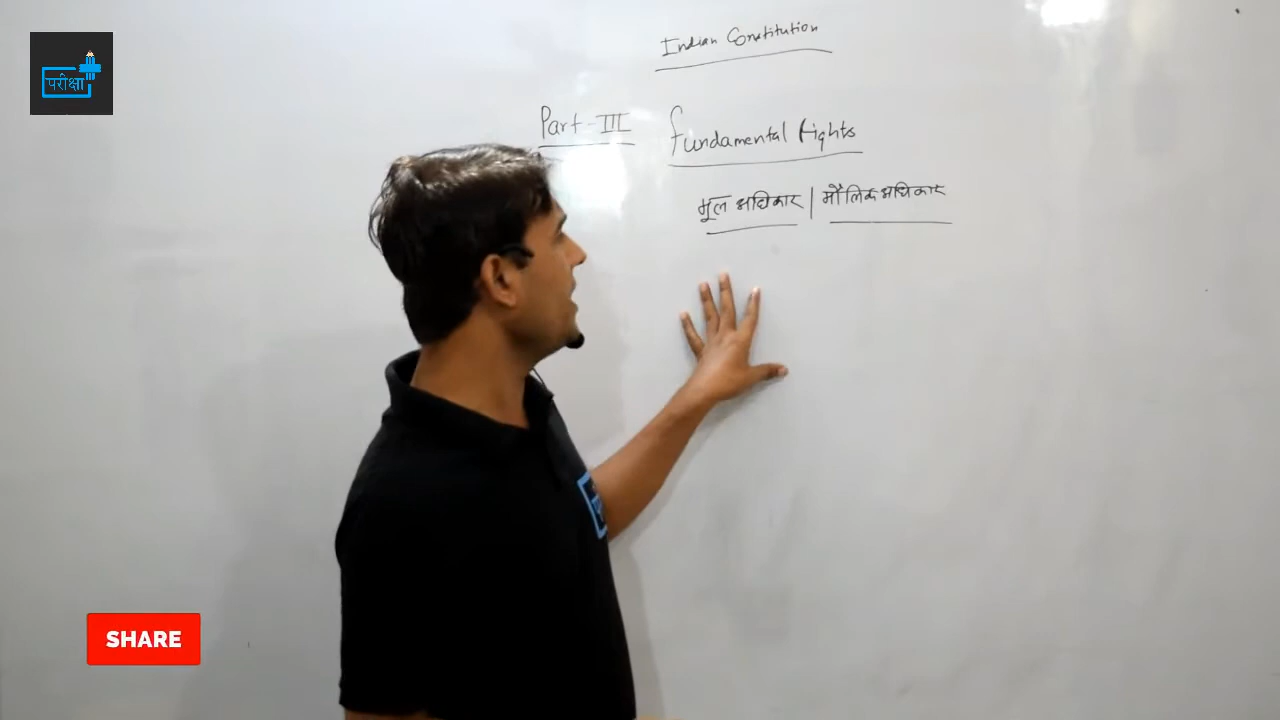 Indian Constitution
परीक्षा
Part-III Fundamental Rights
मूल अधिकार | मौलिक अधिकार
SHARE